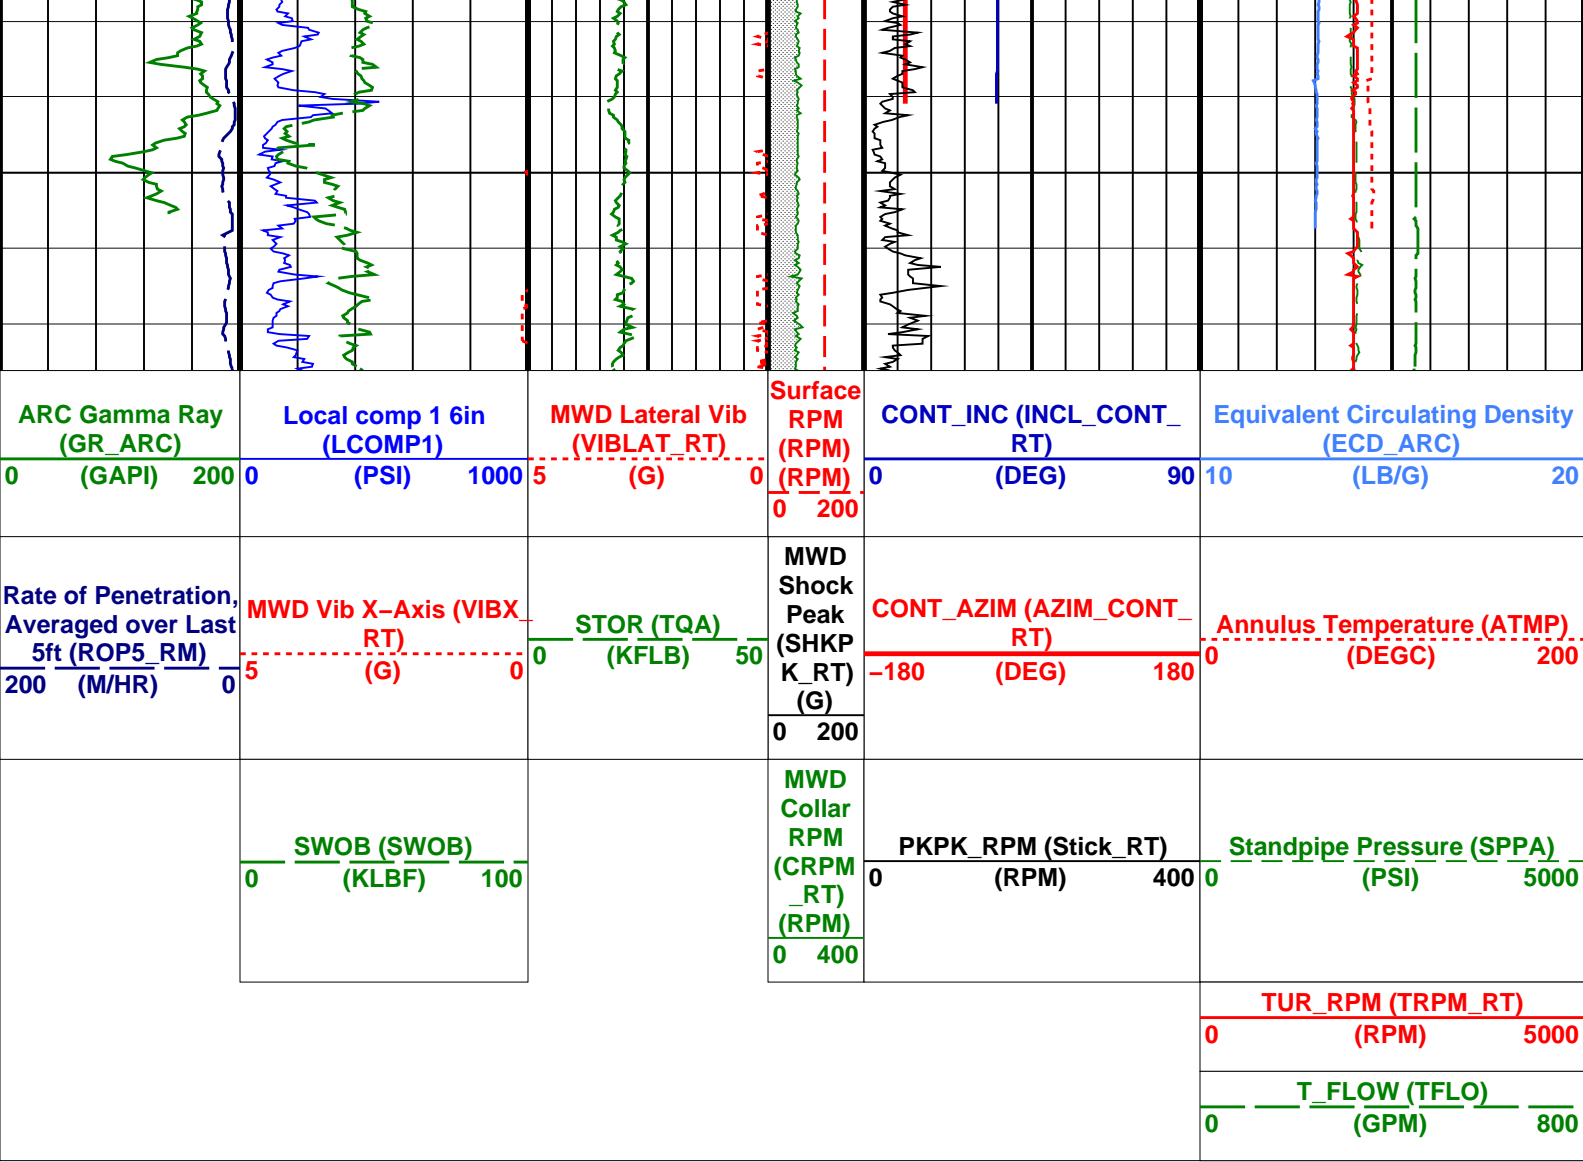 ARC Gamma Ray
(GR_ARC)
0 (GAPI) 200
Local comp 1 6in
(LCOMP1)
0 (PSI) 1000
MWD Lateral Vib
(VIBLAT_RT)
5 (G) 0
Surface
RPM
(RPM)
(RPM)
0 200
CONT_INC (INCL_CONT_
RT)
0 (DEG) 90
Equivalent Circulating Density
(ECD_ARC)
10 (LB/G) 20
Rate of Penetration,
Averaged over Last
5ft (ROP5_RM)
200 (M/HR) 0
MWD Vib X−Axis (VIBX_
RT)
5 (G) 0
STOR (TQA)
0 (KFLB) 50
MWD
Shock
Peak
(SHKP
K_RT)
(G)
0 200
CONT_AZIM (AZIM_CONT_
RT)
−180 (DEG) 180
Annulus Temperature (ATMP)
0 (DEGC) 200
SWOB (SWOB)
0 (KLBF) 100
MWD
Collar
RPM
(CRPM
_RT)
(RPM)
0 400
PKPK_RPM (Stick_RT)
0 (RPM) 400
Standpipe Pressure (SPPA)
0 (PSI) 5000
TUR_RPM (TRPM_RT)
0 (RPM) 5000
T_FLOW (TFLO)
0 (GPM) 800